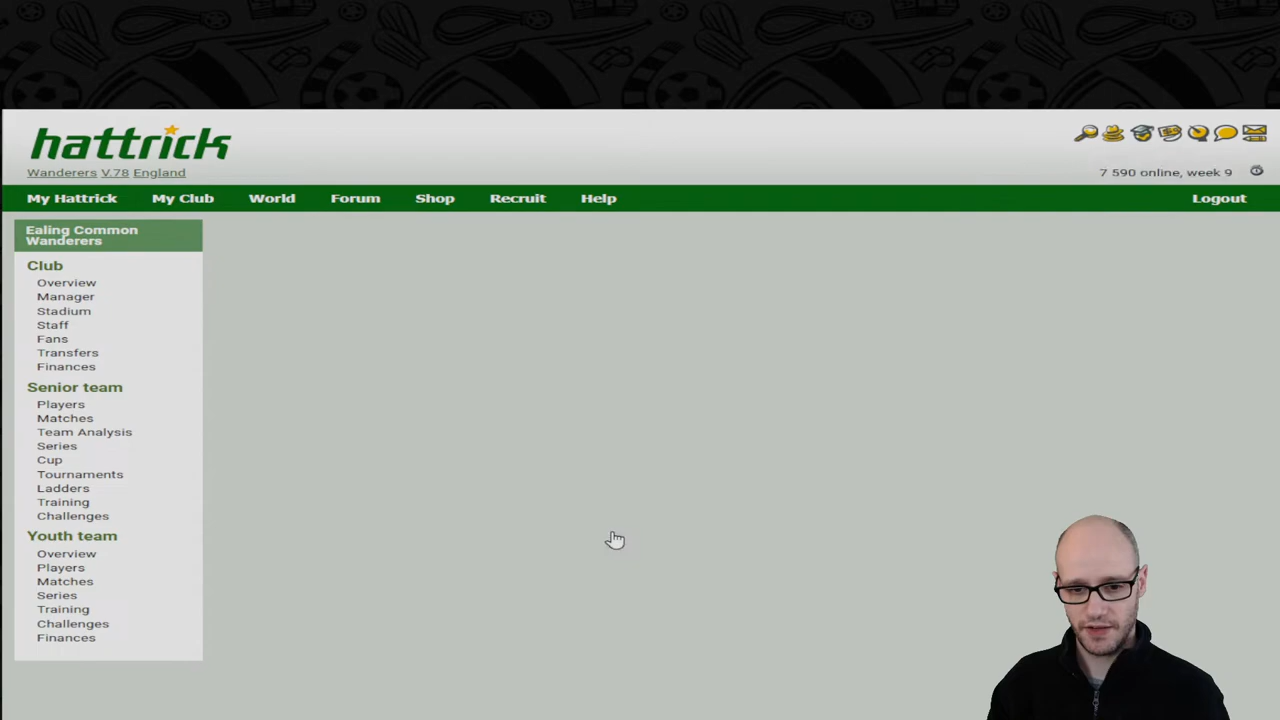 hattrick
Wanderers V.78 England
7 590 online, week 9
My Hattrick My Club World Forum Shop Recruit Help Logout
Ealing Common
Wanderers
Club
Overview
Manager
Stadium
Staff
Fans
Transfers
Finances
Senior team
Players
Matches
Team Analysis
Series
Cup
Tournaments
Ladders
Training
Challenges
Youth team
Overview
Players
Matches
Series
Training
Challenges
Finances